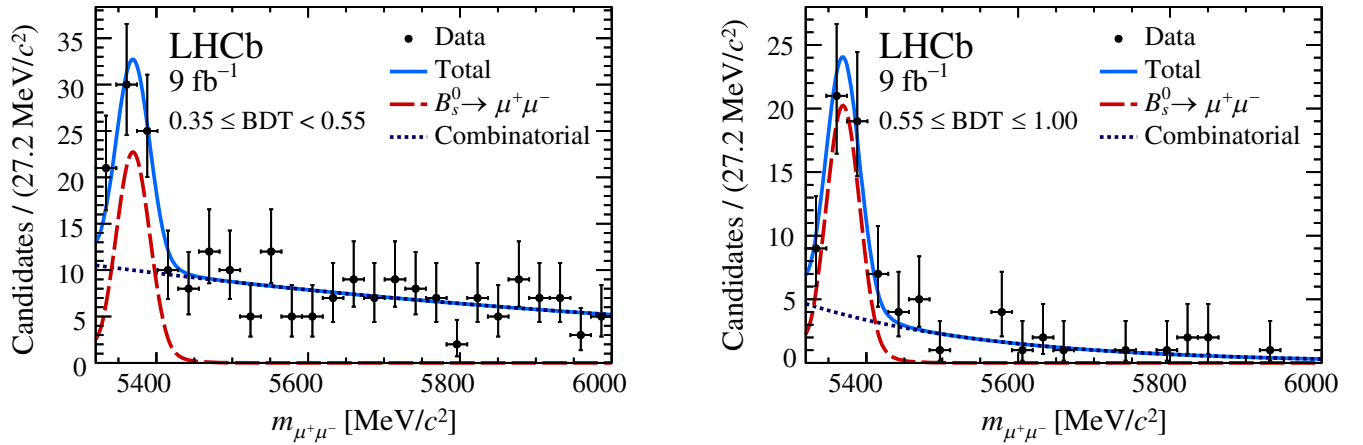 Candidates / (27.2 MeV/c²)
35
30
25
20
15
10
5
0
LHCb
9 fb⁻¹
0.35 ≤ BDT < 0.55
Data
Total
B⁰ₛ → μ⁺μ⁻
Combinatorial
5400 5600 5800 6000
m_μ⁺μ⁻ [MeV/c²]
Candidates / (27.2 MeV/c²)
25
20
15
10
5
0
LHCb
9 fb⁻¹
0.55 ≤ BDT ≤ 1.00
Data
Total
B⁰ₛ → μ⁺μ⁻
Combinatorial
5400 5600 5800 6000
m_μ⁺μ⁻ [MeV/c²]